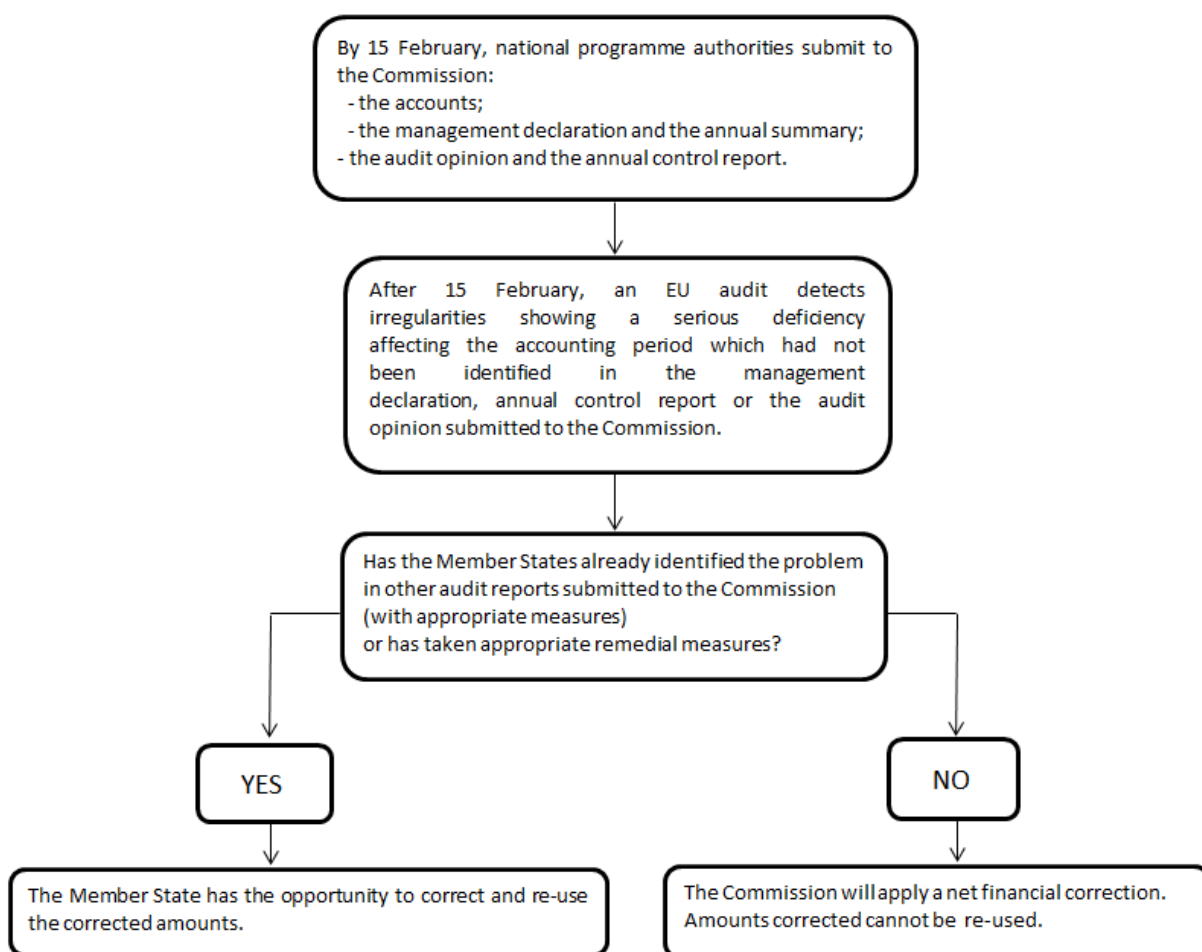 By 15 February, national programme authorities submit to
the Commission:
- the accounts;
- the management declaration and the annual summary;
- the audit opinion and the annual control report.
After 15 February, an EU audit detects
irregularities showing a serious deficiency
affecting the accounting period which had not
been identified in the management
declaration, annual control report or the audit
opinion submitted to the Commission.
Has the Member States already identified the problem
in other audit reports submitted to the Commission
(with appropriate measures)
or has taken appropriate remedial measures?
YES
NO
The Member State has the opportunity to correct and re-use
the corrected amounts.
The Commission will apply a net financial correction.
Amounts corrected cannot be re-used.